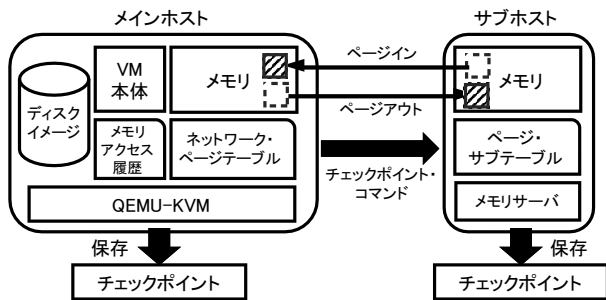 メインホスト
サブホスト
ディスク
イメージ
VM
本体
メモリ
ページイン
ページアウト
メモリ
メモリ
アクセス
履歴
ネットワーク・
ページテーブル
チェックポイント・
コマンド
ページ・
サブテーブル
QEMU-KVM
メモリサーバ
保存
保存
チェックポイント
チェックポイント